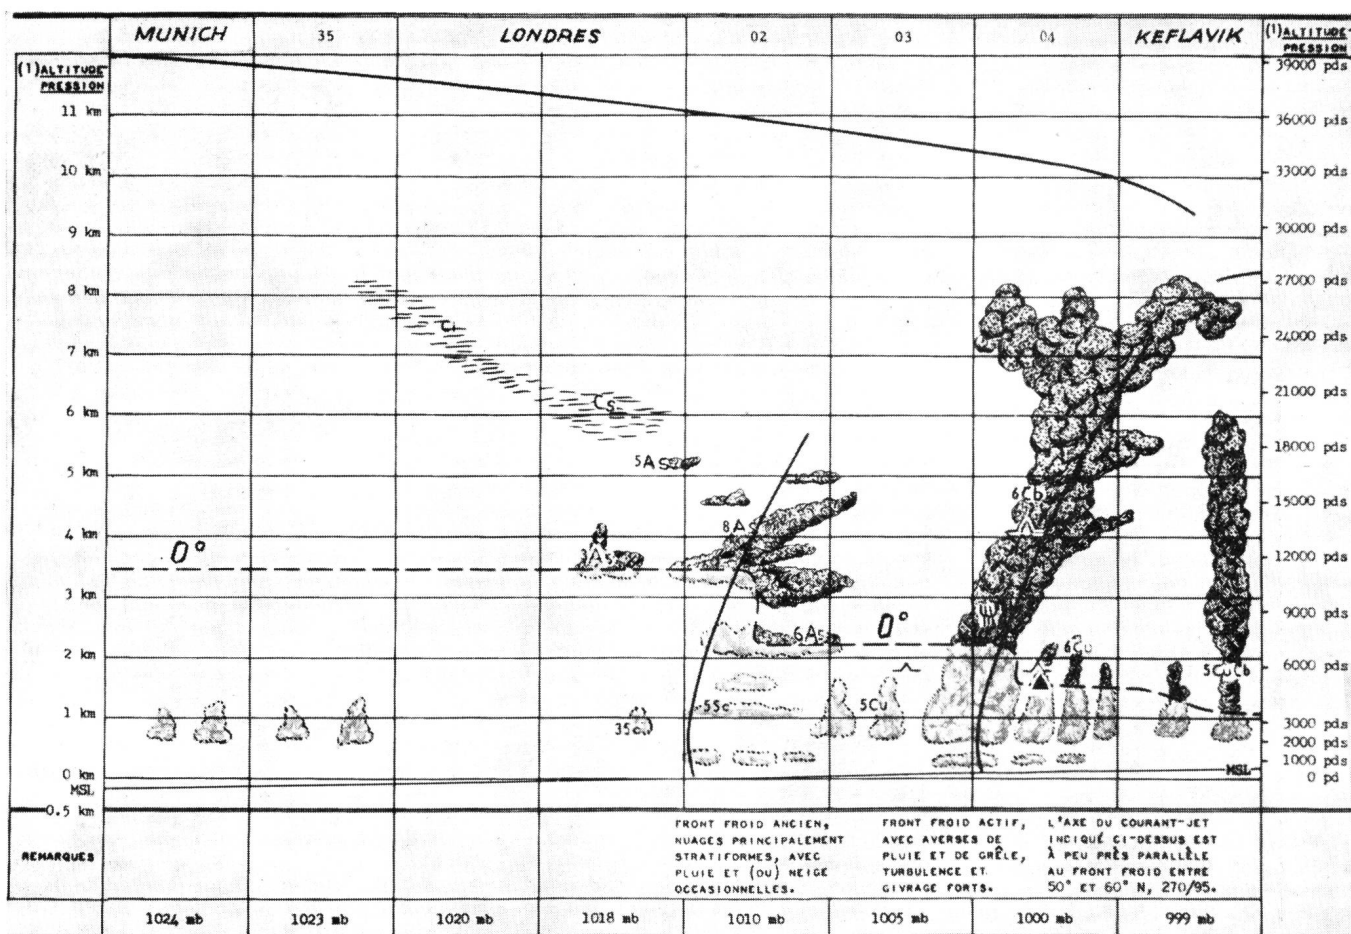 MUNICH 35 LONDRES 02 03 04 KEFLAVIK
(1) ALTITUDE-
PRESSION
(1) ALTITUDE-
PRESSION
39000 pds
11 km
36000 pds
10 km
33000 pds
9 km
30000 pds
8 km
27000 pds
Ci
7 km
24000 pds
6 km
Cs
21000 pds
18000 pds
5 km
5AS
15000 pds
6Cb
8As
4 km
0°
3A
12000 pds
3 km
9000 pds
0°
6As
6Cu
2 km
6000 pds
5CuCb
1 km
5Sc
5Cu
35c
3000 pds
2000 pds
1000 pds
0 km
MSL
0 pd
MSL
0.5 km
REMARQUES
FRONT FROID ANCIEN,
NUAGES PRINCIPALEMENT
STRATIFORMES, AVEC
PLUIE ET (OU) NEIGE
OCCASIONNELLES.
FRONT FROID ACTIF,
AVEC AVERSES DE
PLUIE ET DE GRÊLE,
TURBULENCE ET
GIVRAGE FORTS.
L'AXE DU COURANT-JET
INDIQUÉ CI-DESSUS EST
À PEU PRÈS PARALLÈLE
AU FRONT FROID ENTRE
50° ET 60° N, 270/95.
1024 mb 1023 mb 1020 mb 1018 mb 1010 mb 1005 mb 1000 mb 999 mb